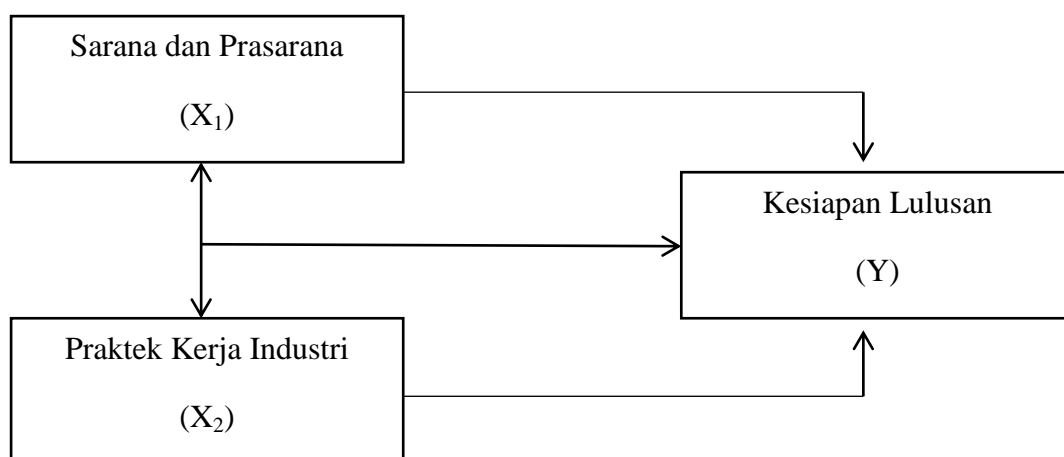 Sarana dan Prasarana
(X₁)
Kesiapan Lulusan
(Y)
Praktek Kerja Industri
(X₂)